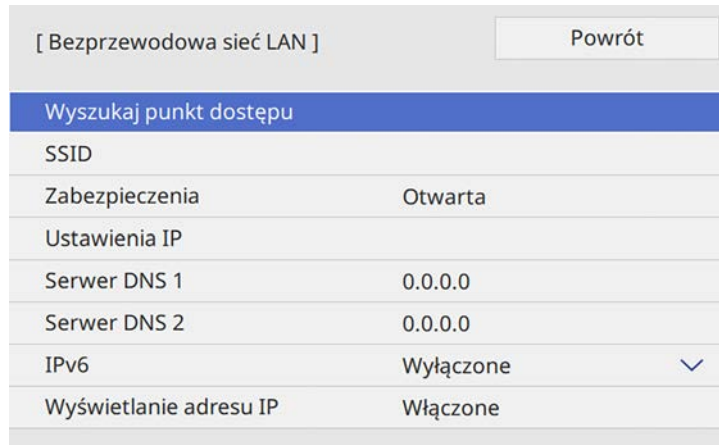 [ Bezprzewodowa sieć LAN ] Powrót
Wyszukaj punkt dostępu
SSID
Zabezpieczenia Otwarta
Ustawienia IP
Serwer DNS 1 0.0.0.0
Serwer DNS 2 0.0.0.0
IPv6 Wyłączone
Wyświetlanie adresu IP Włączone